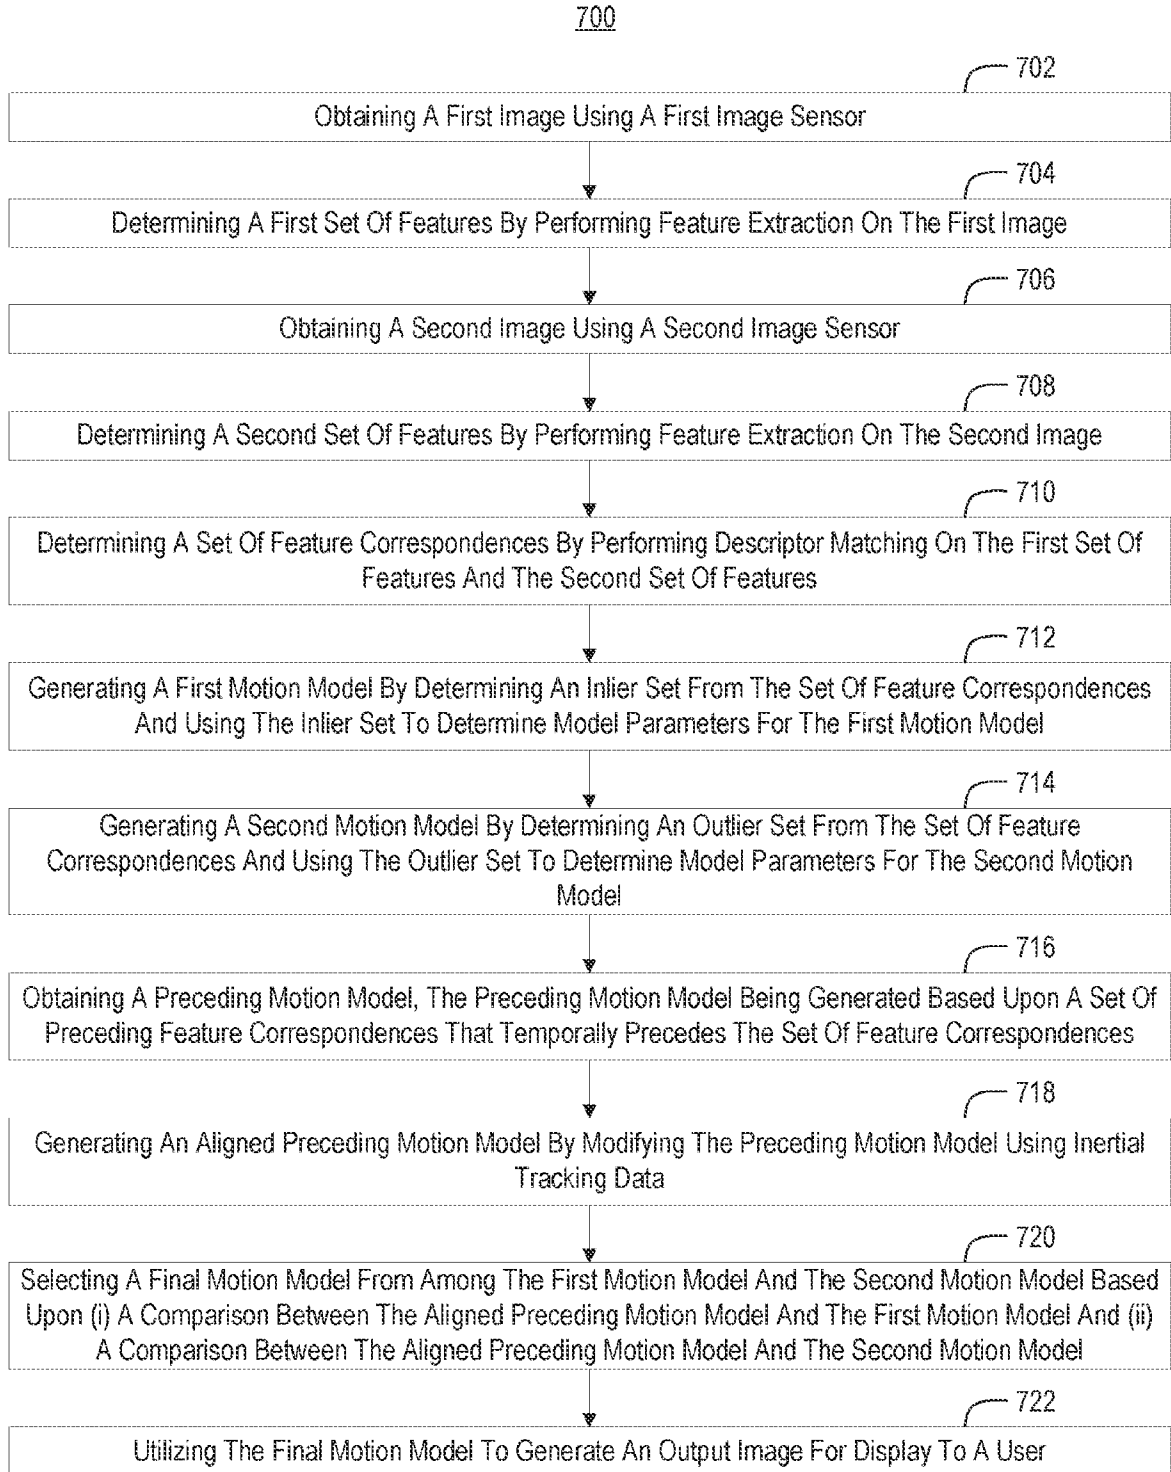 700
702
Obtaining A First Image Using A First Image Sensor
704
Determining A First Set Of Features By Performing Feature Extraction On The First Image
706
Obtaining A Second Image Using A Second Image Sensor
708
Determining A Second Set Of Features By Performing Feature Extraction On The Second Image
710
Determining A Set Of Feature Correspondences By Performing Descriptor Matching On The First Set Of
Features And The Second Set Of Features
712
Generating A First Motion Model By Determining An Inlier Set From The Set Of Feature Correspondences
And Using The Inlier Set To Determine Model Parameters For The First Motion Model
714
Generating A Second Motion Model By Determining An Outlier Set From The Set Of Feature
Correspondences And Using The Outlier Set To Determine Model Parameters For The Second Motion
Model
716
Obtaining A Preceding Motion Model, The Preceding Motion Model Being Generated Based Upon A Set Of
Preceding Feature Correspondences That Temporally Precedes The Set Of Feature Correspondences
718
Generating An Aligned Preceding Motion Model By Modifying The Preceding Motion Model Using Inertial
Tracking Data
720
Selecting A Final Motion Model From Among The First Motion Model And The Second Motion Model Based
Upon (i) A Comparison Between The Aligned Preceding Motion Model And The First Motion Model And (ii)
A Comparison Between The Aligned Preceding Motion Model And The Second Motion Model
722
Utilizing The Final Motion Model To Generate An Output Image For Display To A User